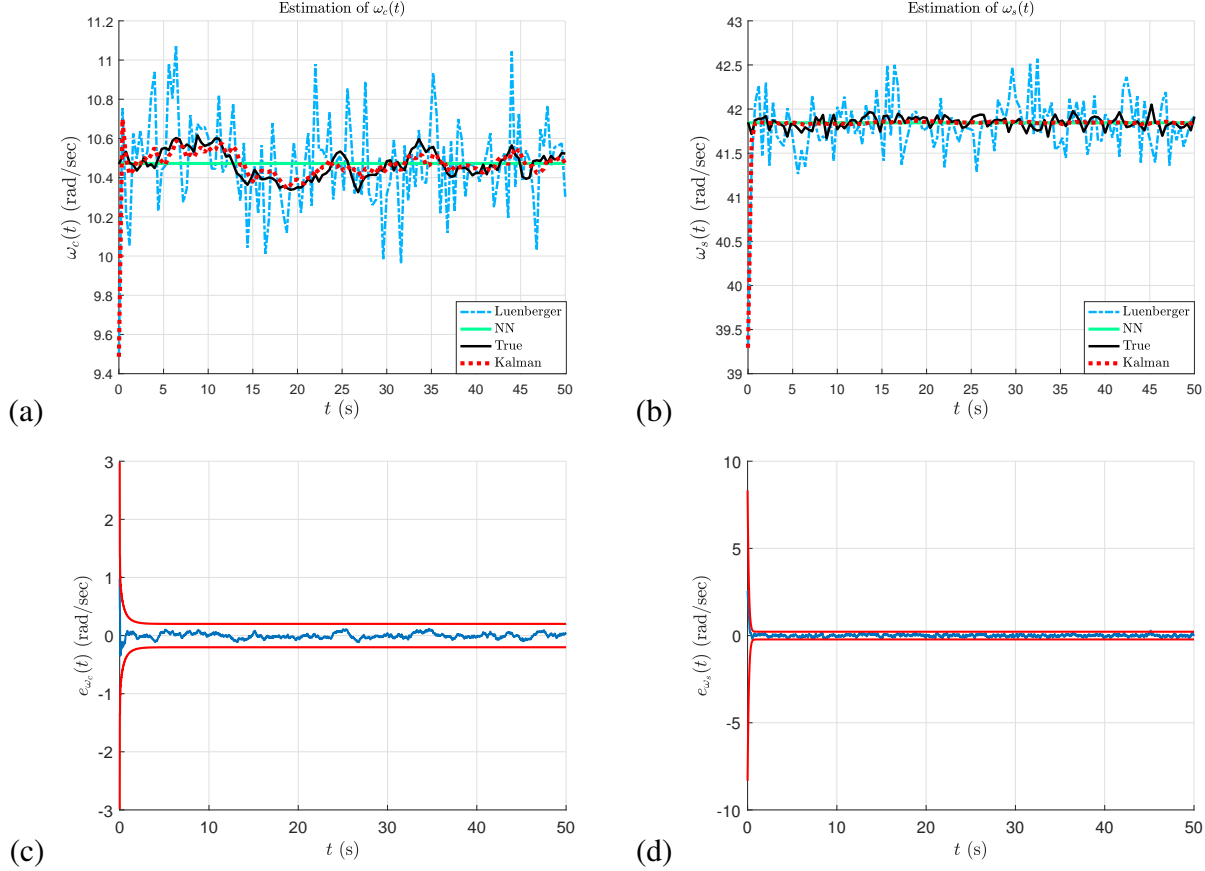 Estimation of ω_c(t)
11.2
11
10.8
10.6
10.4
10.2
10
9.8
9.6
9.4
ω_c(t) (rad/sec)
Luenberger
NN
True
Kalman
0 5 10 15 20 25 30 35 40 45 50
t (s)
(a)
Estimation of ω_s(t)
43
42.5
42
41.5
41
40.5
40
39.5
39
ω_s(t) (rad/sec)
Luenberger
NN
True
Kalman
0 5 10 15 20 25 30 35 40 45 50
t (s)
(b)
3
2
1
0
-1
-2
-3
e_{ω_c}(t) (rad/sec)
0 10 20 30 40 50
t (s)
(c)
10
5
0
-5
-10
e_{ω_s}(t) (rad/sec)
0 10 20 30 40 50
t (s)
(d)